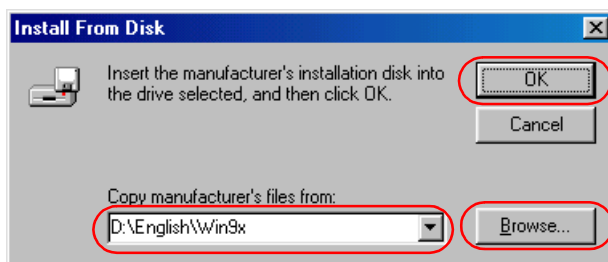 Install From Disk
Insert the manufacturer's installation disk into
the drive selected, and then click OK.
OK
Cancel
Copy manufacturer's files from:
D:\English\Win9x
Browse...